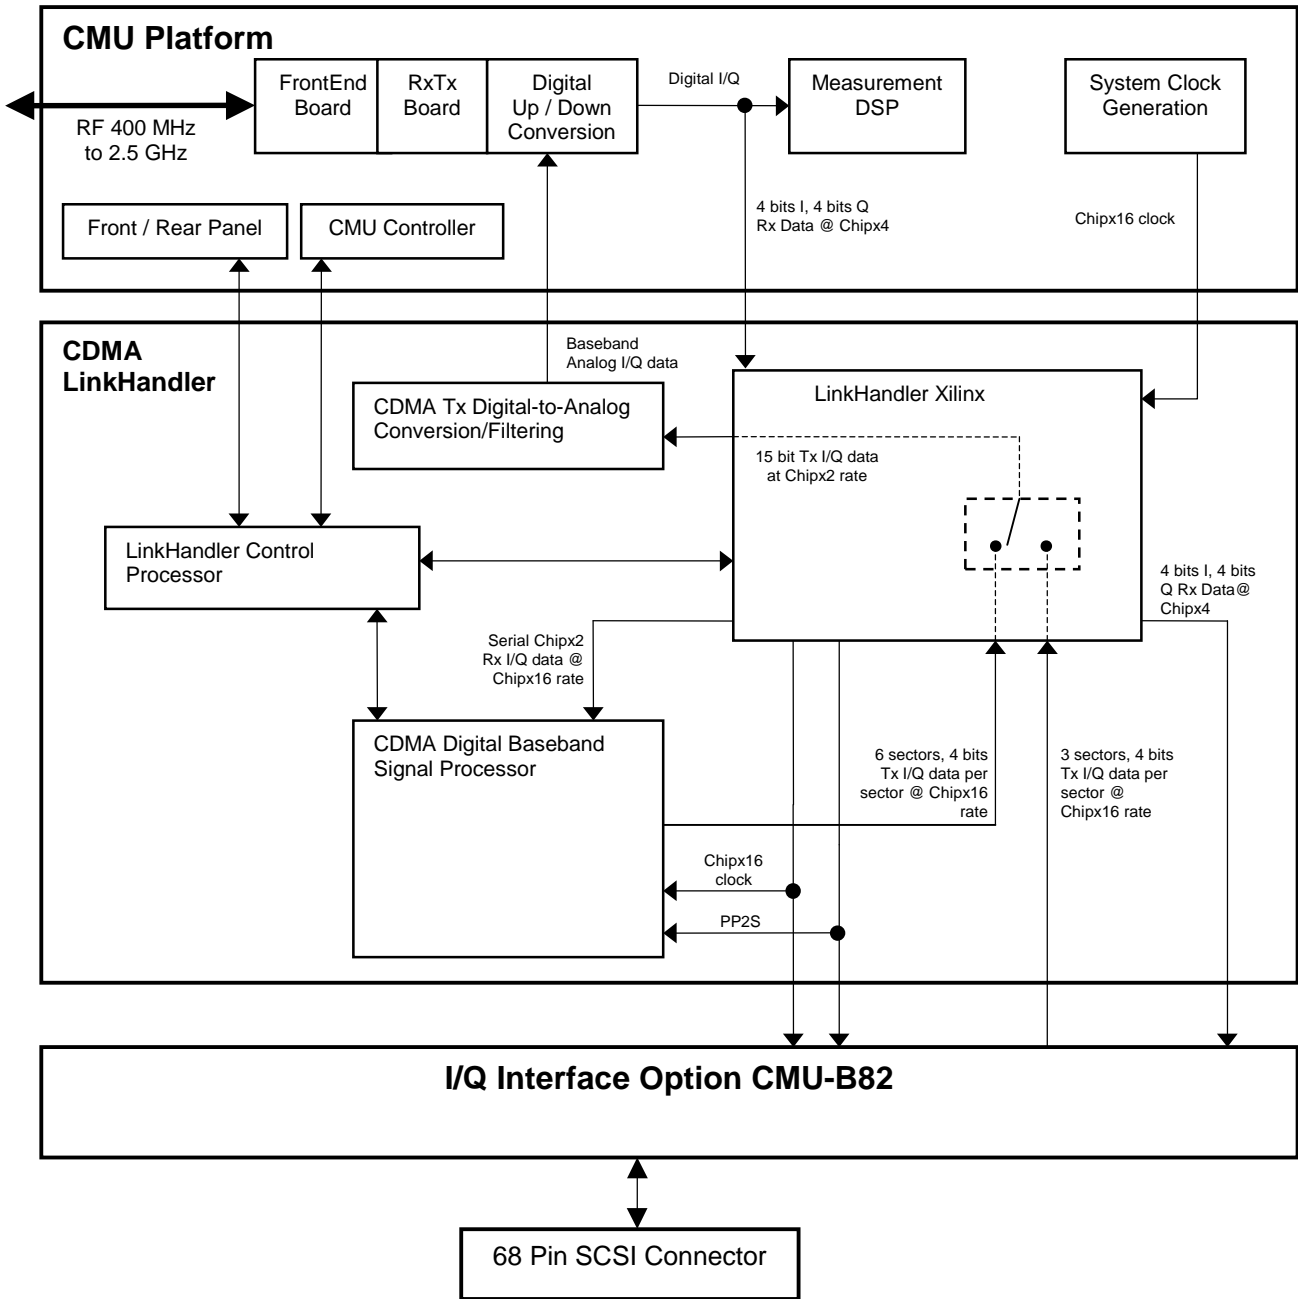 CMU Platform
FrontEnd
Board
RxTx
Board
Digital
Up / Down
Conversion
Digital I/Q
Measurement
DSP
System Clock
Generation
RF 400 MHz
to 2.5 GHz
Front / Rear Panel
CMU Controller
4 bits I, 4 bits Q
Rx Data @ Chipx4
Chipx16 clock
CDMA
LinkHandler
Baseband
Analog I/Q data
CDMA Tx Digital-to-Analog
Conversion/Filtering
LinkHandler Xilinx
15 bit Tx I/Q data
at Chipx2 rate
LinkHandler Control
Processor
4 bits I, 4 bits
Q Rx Data@
Chipx4
Serial Chipx2
Rx I/Q data @
Chipx16 rate
CDMA Digital Baseband
Signal Processor
6 sectors, 4 bits
Tx I/Q data per
sector @ Chipx16
rate
3 sectors, 4 bits
Tx I/Q data per
sector @
Chipx16 rate
Chipx16
clock
PP2S
I/Q Interface Option CMU-B82
68 Pin SCSI Connector